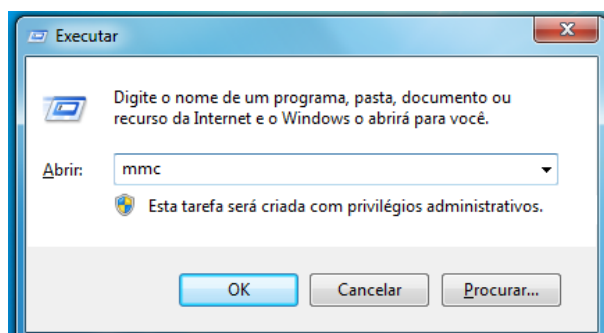 Executar
Digite o nome de um programa, pasta, documento ou
recurso da Internet e o Windows o abrirá para você.
Abrir: mmc
Esta tarefa será criada com privilégios administrativos.
OK Cancelar Procurar...